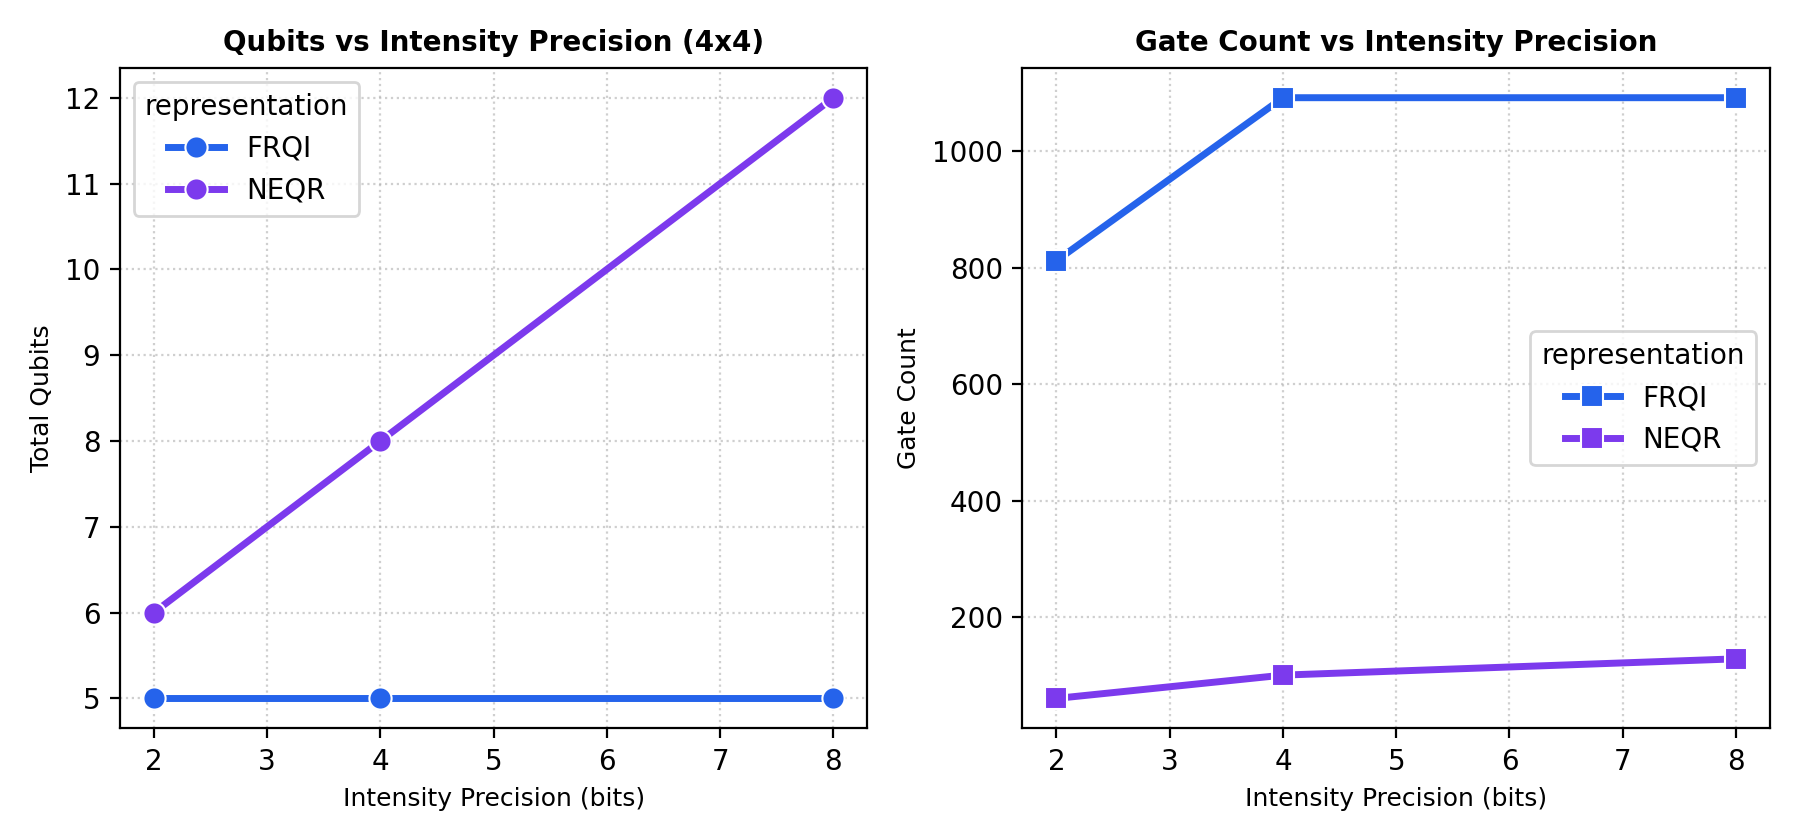 Qubits vs Intensity Precision (4x4)
representation
FRQI
NEQR
12
11
10
9
8
7
6
5
Total Qubits
2 3 4 5 6 7 8
Intensity Precision (bits)
Gate Count vs Intensity Precision
1000
800
600
400
200
Gate Count
representation
FRQI
NEQR
2 3 4 5 6 7 8
Intensity Precision (bits)